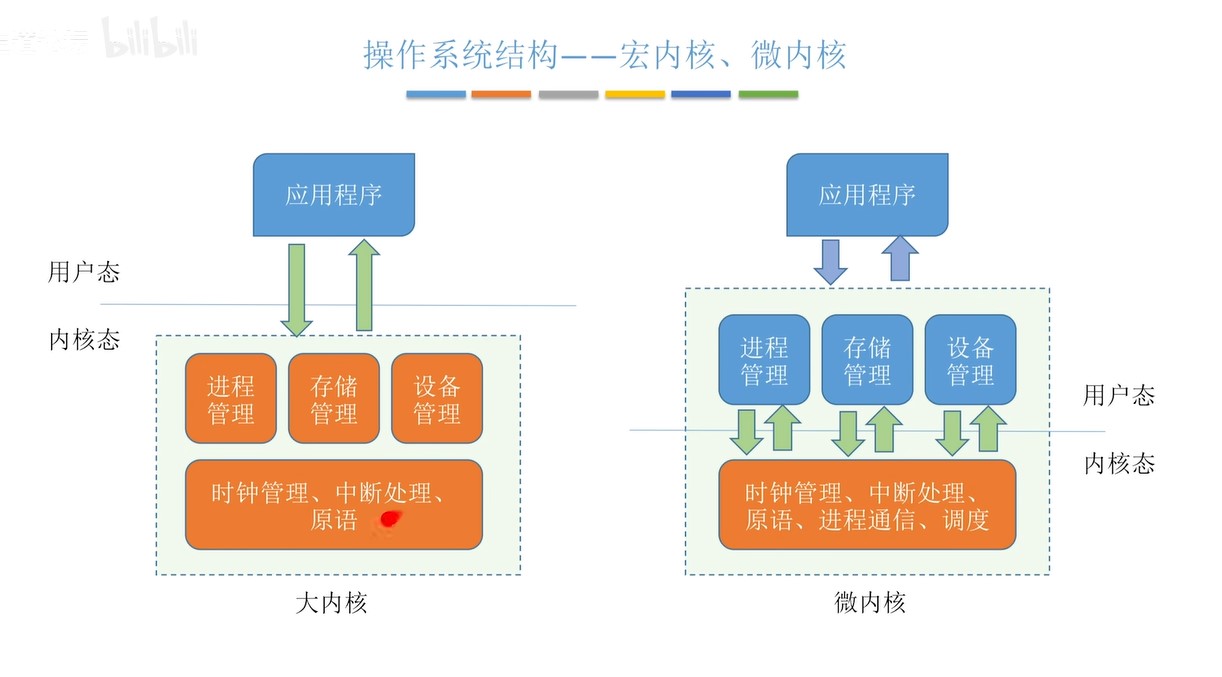 bilibili
操作系统结构——宏内核、微内核
应用程序
用户态
内核态
进程
管理
存储
管理
设备
管理
时钟管理、中断处理、
原语
大内核
应用程序
进程
管理
存储
管理
设备
管理
用户态
内核态
时钟管理、中断处理、
原语、进程通信、调度
微内核